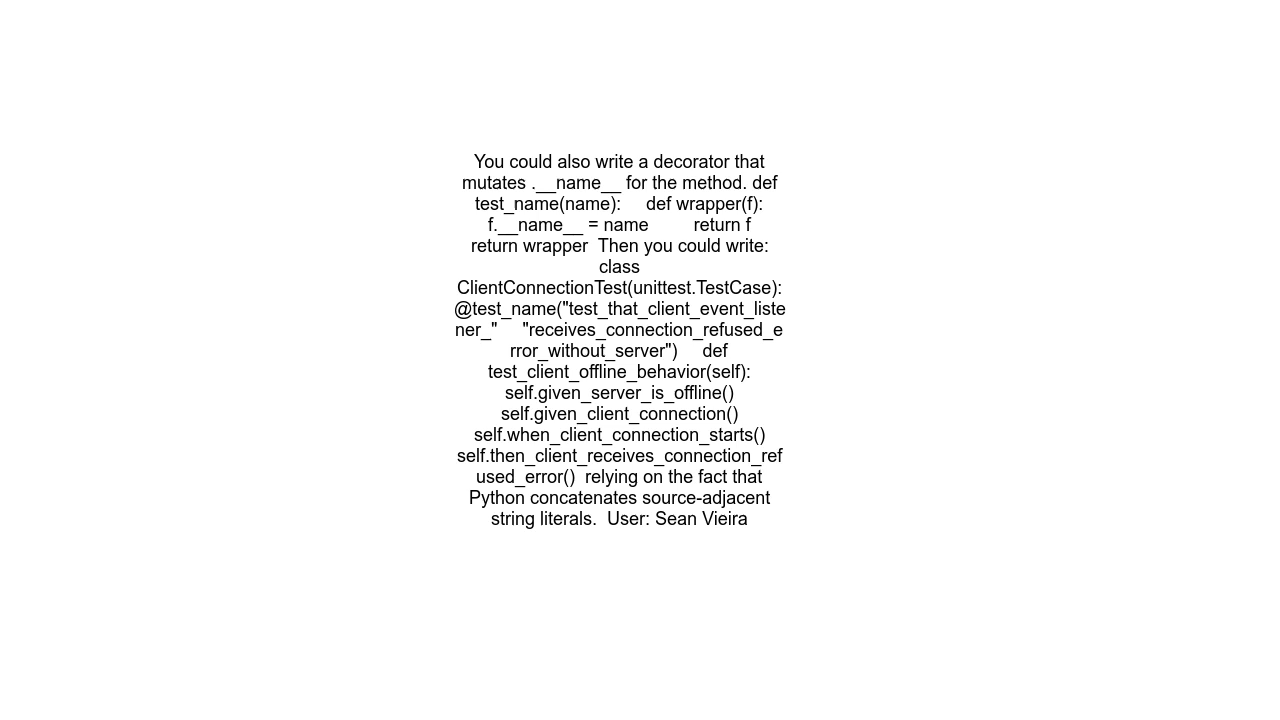 You could also write a decorator that
mutates .__name__ for the method. def
test_name(name):     def wrapper(f):
f.__name__ = name         return f
return wrapper  Then you could write:
class
ClientConnectionTest(unittest.TestCase):
@test_name("test_that_client_event_liste
ner_"     "receives_connection_refused_e
rror_without_server")     def
test_client_offline_behavior(self):
self.given_server_is_offline()
self.given_client_connection()
self.when_client_connection_starts()
self.then_client_receives_connection_ref
used_error()  relying on the fact that
Python concatenates source-adjacent
string literals.  User: Sean Vieira